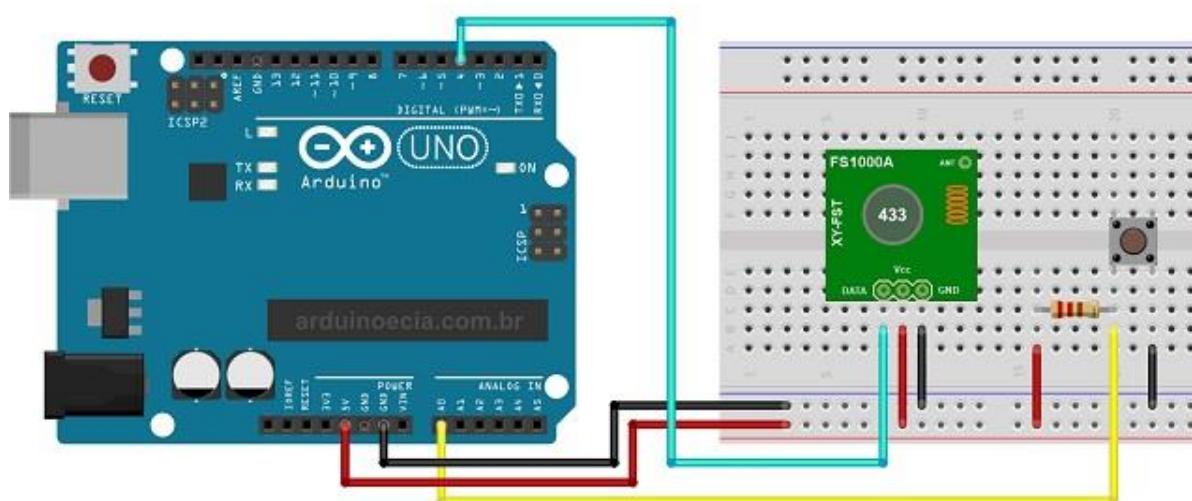 RESET
ICSP2
AREF
GND
13
12
~11
~10
~9
8
7
~6
~5
4
~3
2
TX0 ▶1
RX0 ◀0
DIGITAL (PWM=~)
L
TX
RX
UNO
Arduino™
ON
1
ICSP
arduinoecia.com.br
POWER
ANALOG IN
IOREF
RESET
3V3
5V
GND
GND
VIN
A0
A1
A2
A3
A4
A5
FS1000A
ANT
XY-FST
433
Vcc
DATA
GND